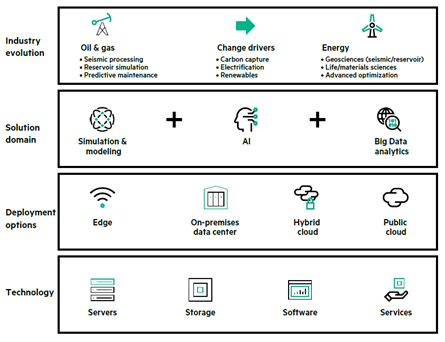 Industry
evolution
Oil & gas
• Seismic processing
• Reservoir simulation
• Predictive maintenance
Change drivers
• Carbon capture
• Electrification
• Renewables
Energy
• Geosciences (seismic/reservoir)
• Life/materials sciences
• Advanced optimization
Solution
domain
Simulation &
modeling
+
AI
+
Big Data
analytics
Deployment
options
Edge
On-premises
data center
Hybrid
cloud
Public
cloud
Technology
Servers
Storage
Software
Services